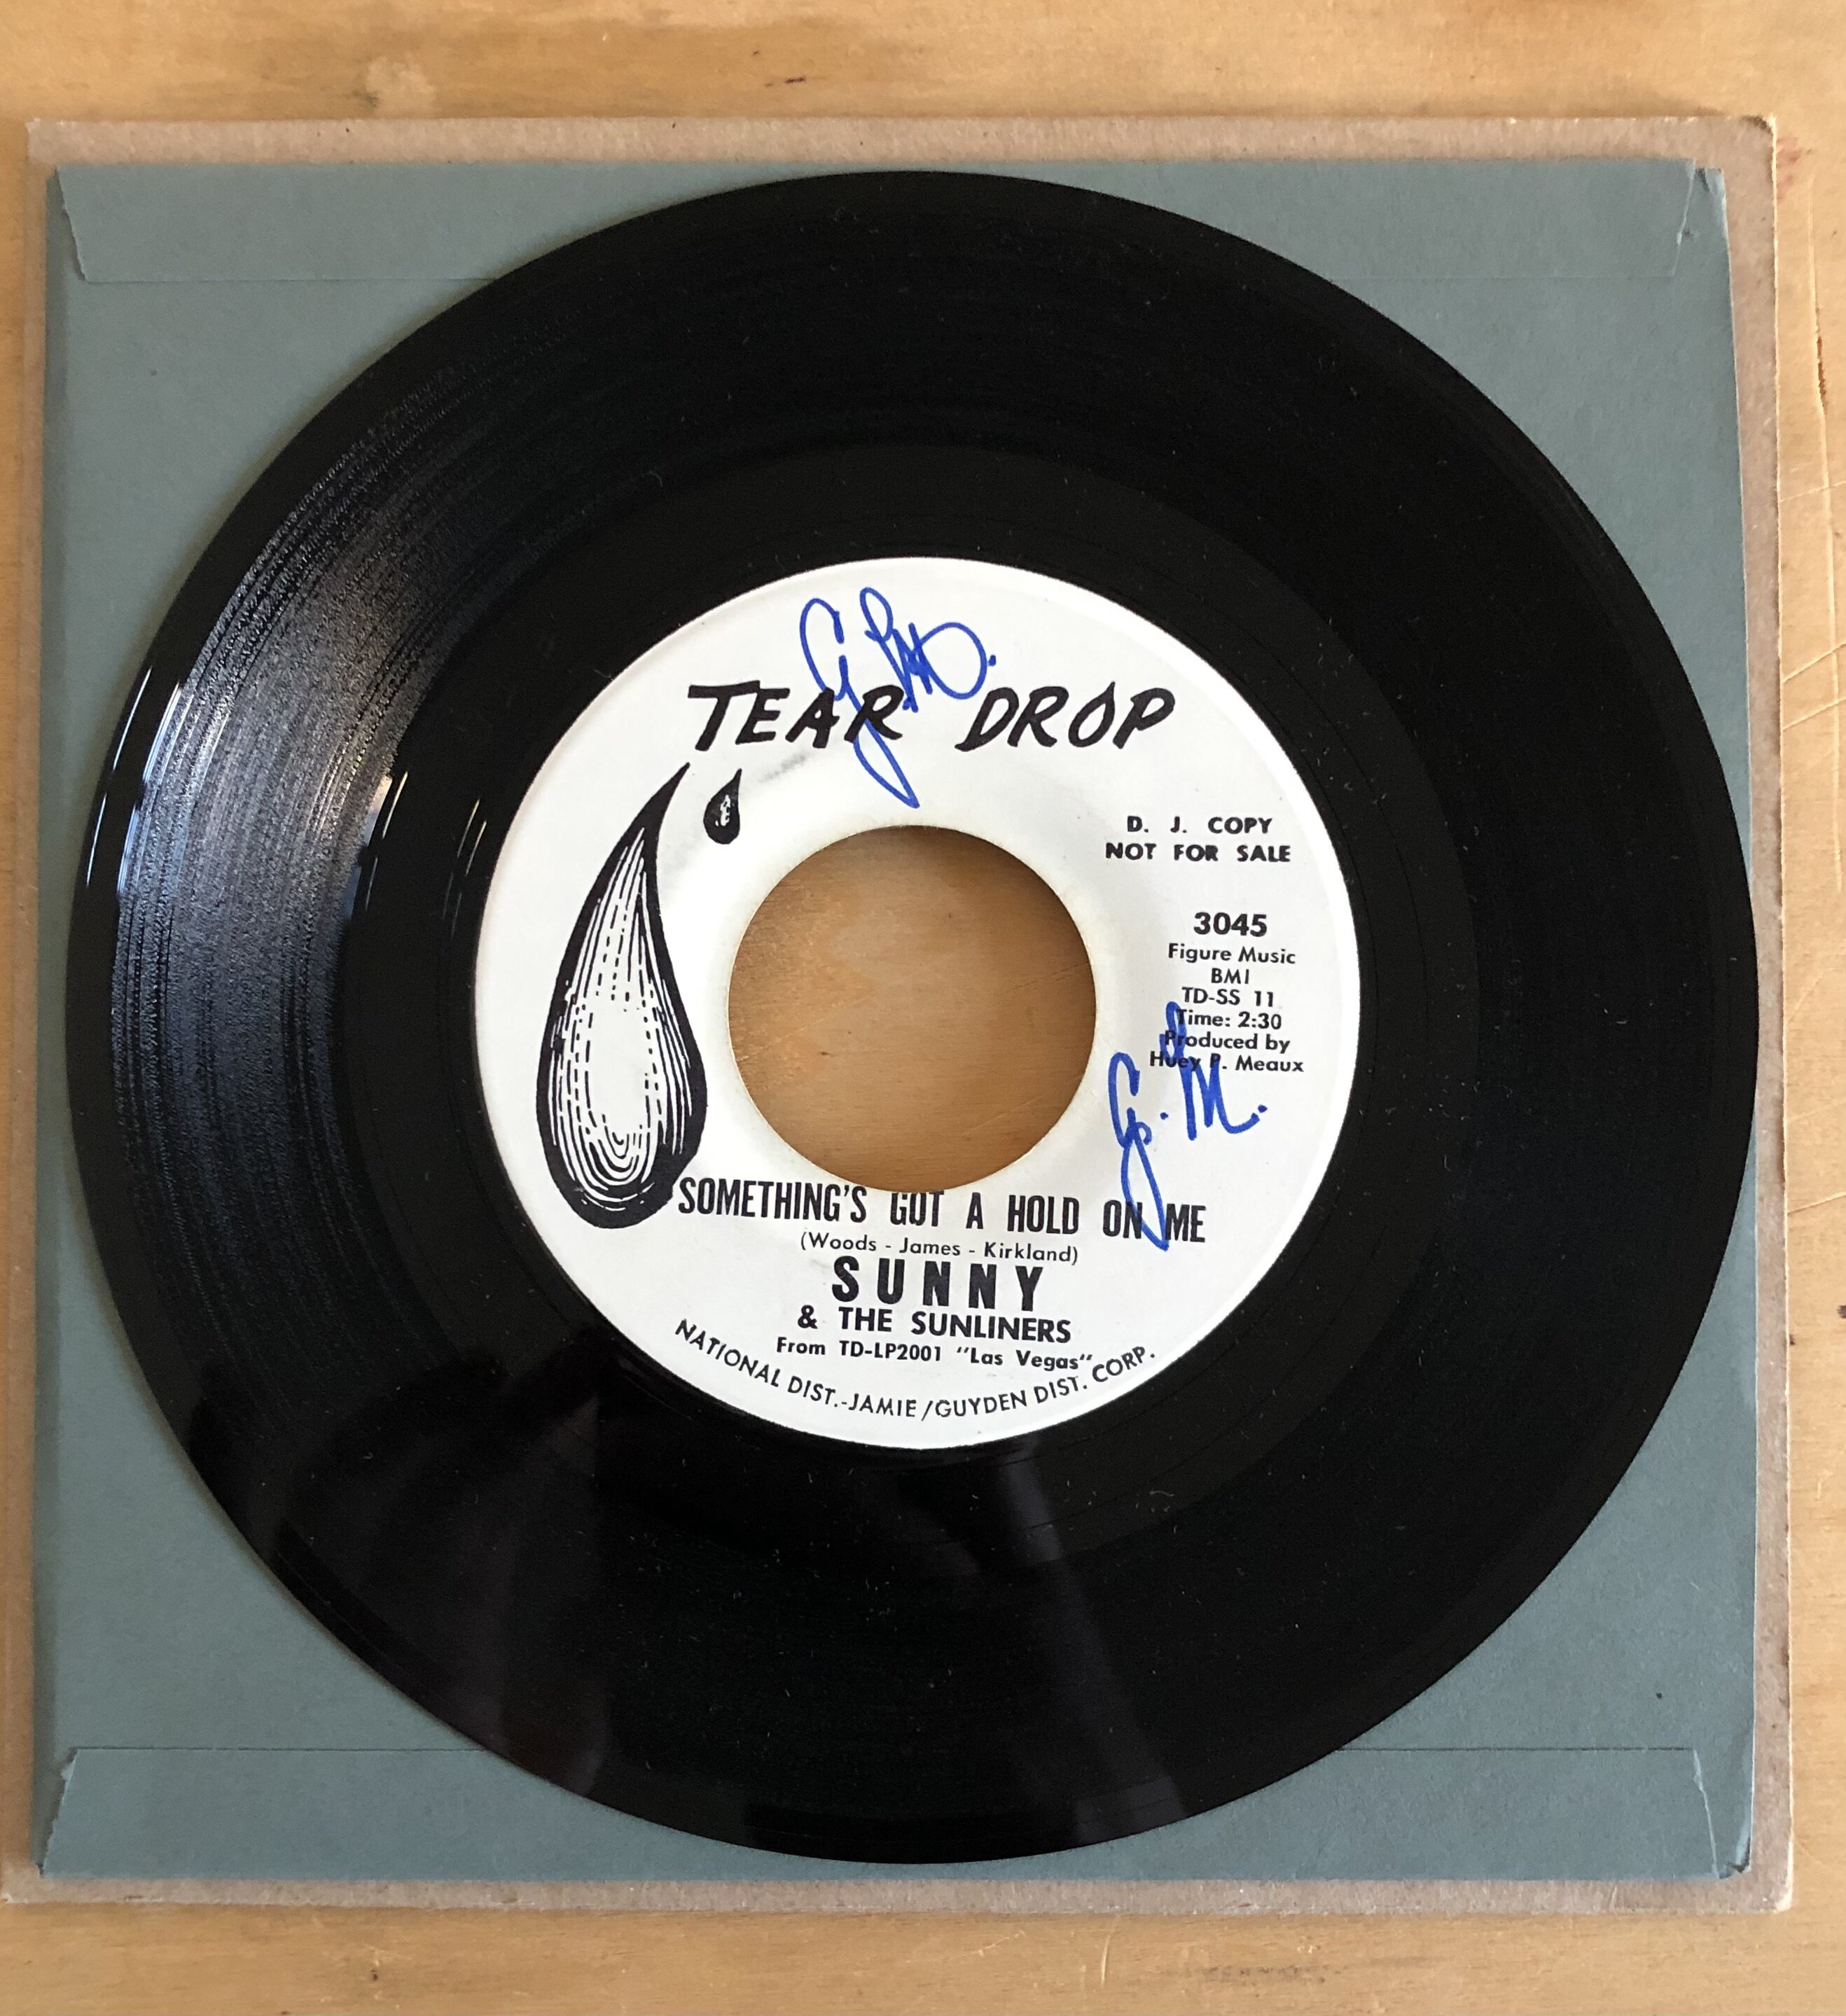 TEAR DROP
D. J. COPY
NOT FOR SALE
3045
Figure Music
BMI
TD-SS 11
Time: 2:30
Produced by
Huey P. Meaux
G. M.
SOMETHING'S GOT A HOLD ON ME
(Woods - James - Kirkland)
SUNNY
& THE SUNLINERS
From TD-LP2001 "Las Vegas"
NATIONAL DIST.-JAMIE/GUYDEN DIST. CORP.